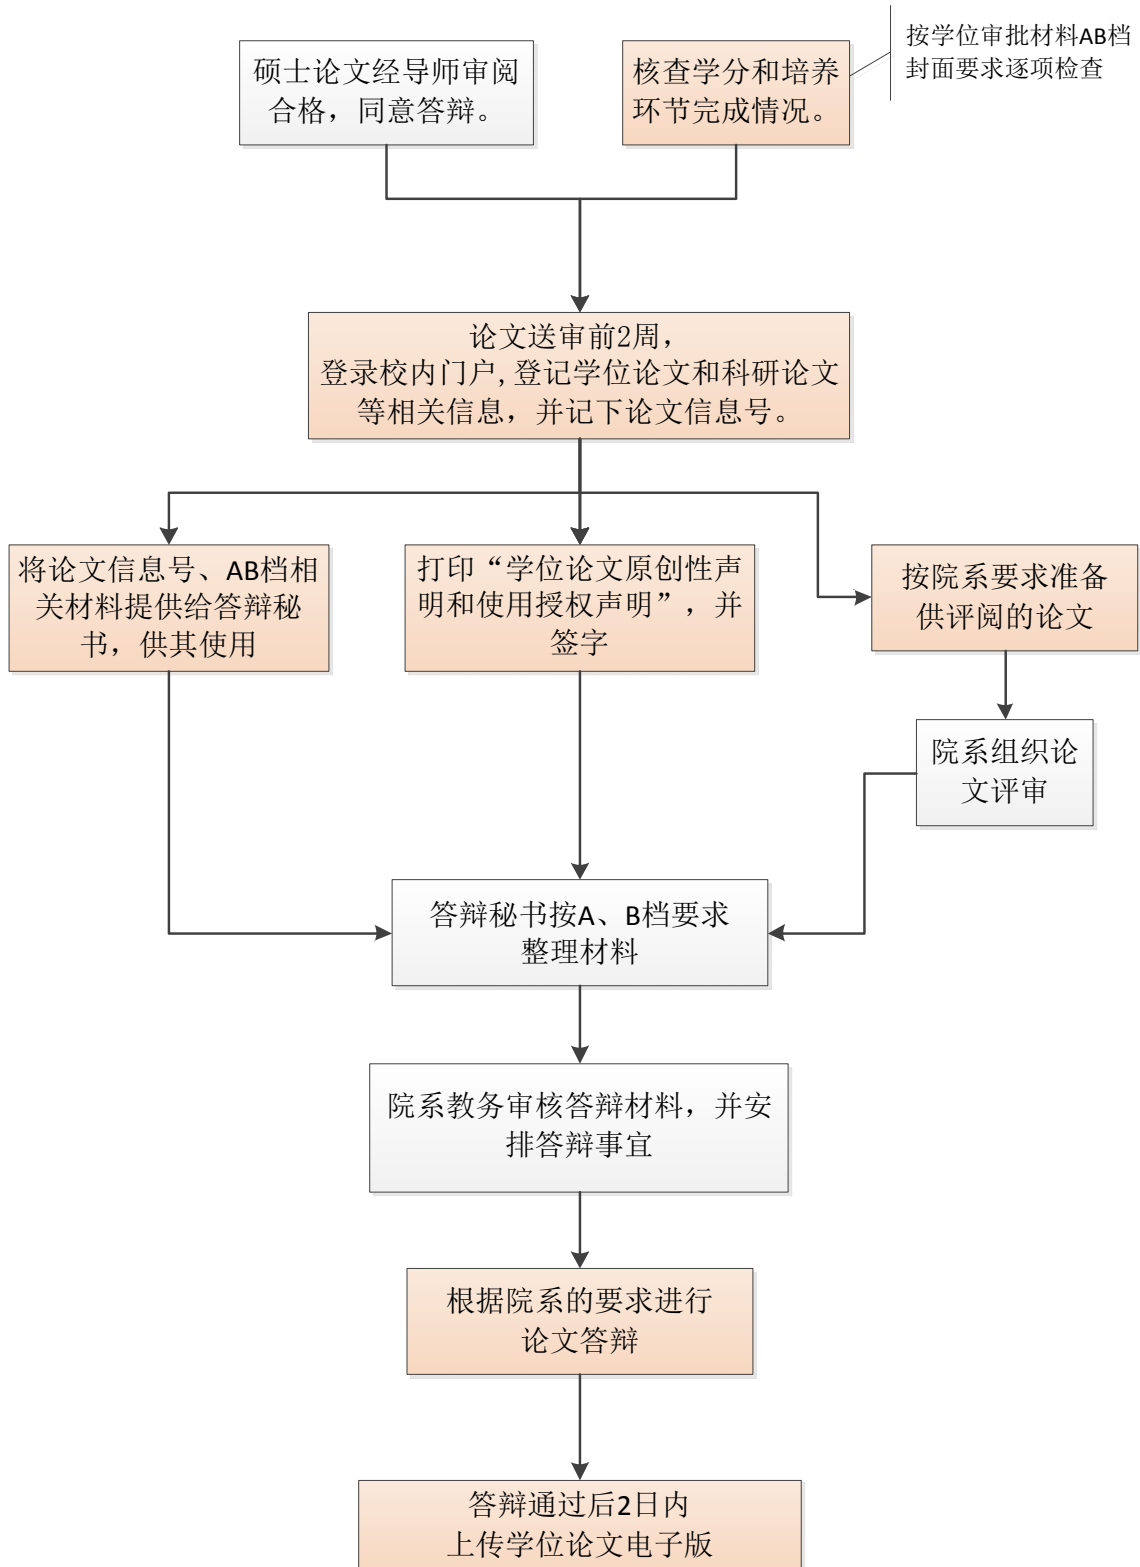 硕士论文经导师审阅
合格，同意答辩。
核查学分和培养
环节完成情况。
按学位审批材料AB档
封面要求逐项检查
论文送审前2周，
登录校内门户,登记学位论文和科研论文
等相关信息，并记下论文信息号。
将论文信息号、AB档相
关材料提供给答辩秘
书，供其使用
打印“学位论文原创性声
明和使用授权声明”，并
签字
按院系要求准备
供评阅的论文
院系组织论
文评审
答辩秘书按A、B档要求
整理材料
院系教务审核答辩材料，并安
排答辩事宜
根据院系的要求进行
论文答辩
答辩通过后2日内
上传学位论文电子版